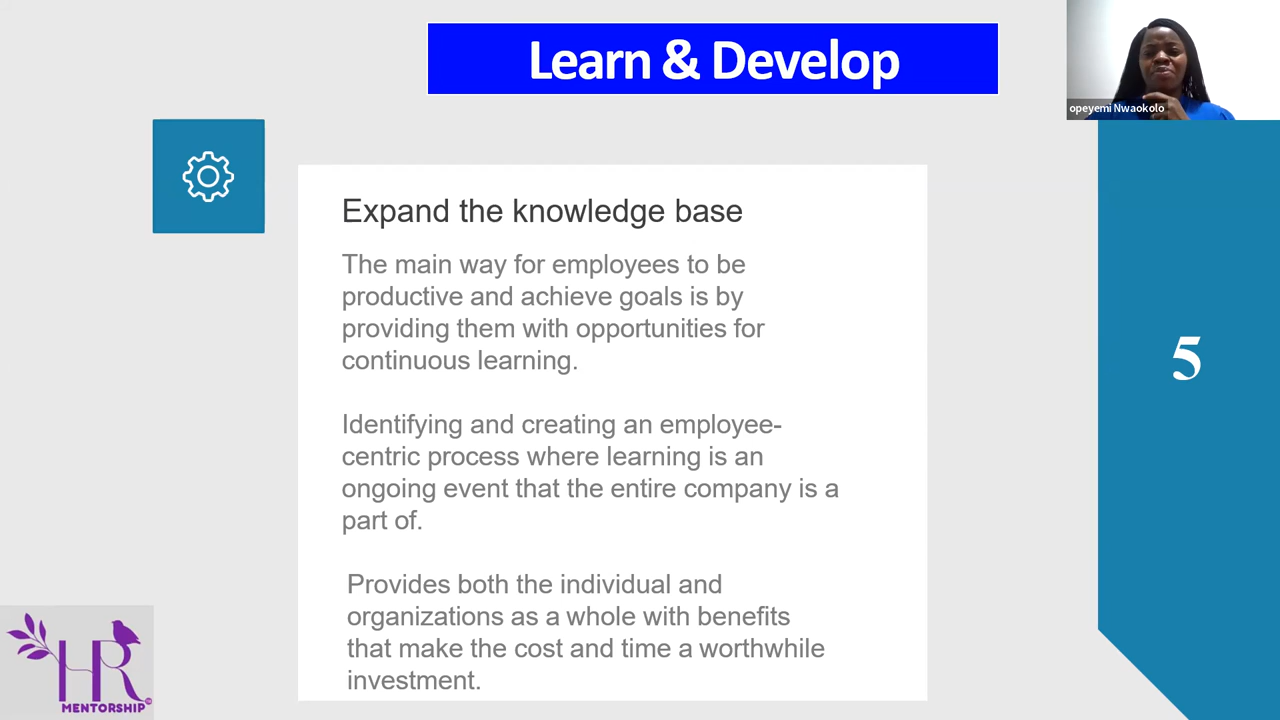 Learn & Develop
opeyemi Nwaokolo
Expand the knowledge base
The main way for employees to be
productive and achieve goals is by
providing them with opportunities for
continuous learning.
Identifying and creating an employee-
centric process where learning is an
ongoing event that the entire company is a
part of.
Provides both the individual and
organizations as a whole with benefits
that make the cost and time a worthwhile
investment.
5
HR
MENTORSHIP